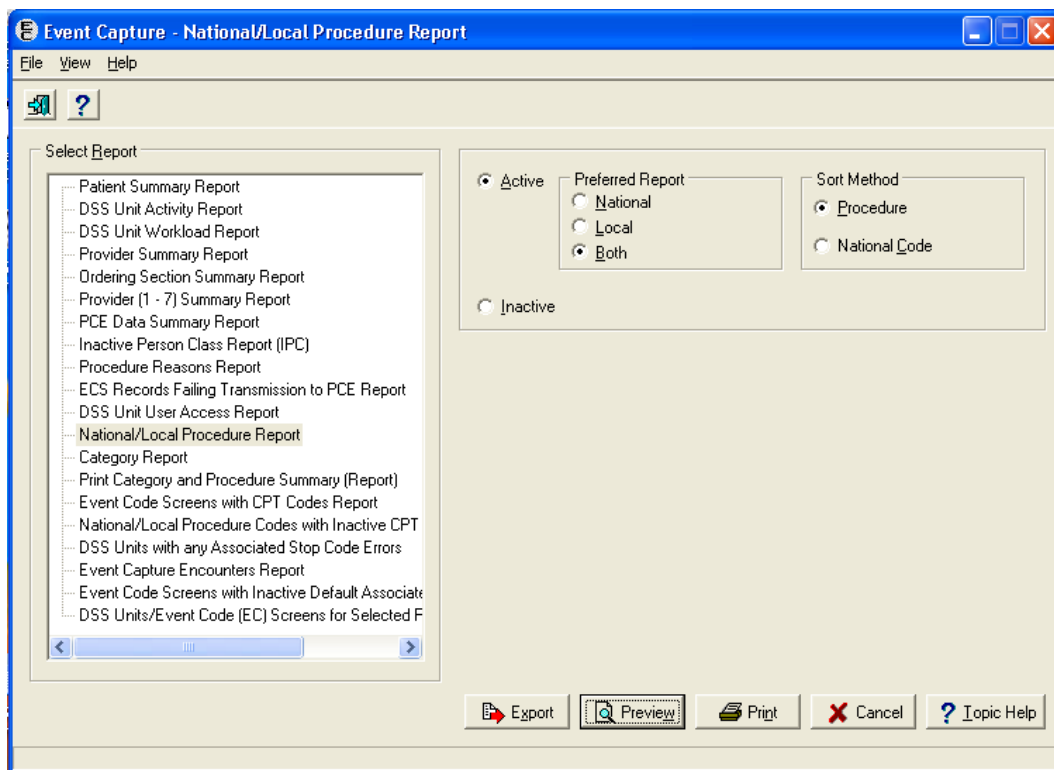 Event Capture - National/Local Procedure Report
File View Help
Select Report
Patient Summary Report
DSS Unit Activity Report
DSS Unit Workload Report
Provider Summary Report
Ordering Section Summary Report
Provider (1 - 7) Summary Report
PCE Data Summary Report
Inactive Person Class Report (IPC)
Procedure Reasons Report
ECS Records Failing Transmission to PCE Report
DSS Unit User Access Report
National/Local Procedure Report
Category Report
Print Category and Procedure Summary (Report)
Event Code Screens with CPT Codes Report
National/Local Procedure Codes with Inactive CPT
DSS Units with any Associated Stop Code Errors
Event Capture Encounters Report
Event Code Screens with Inactive Default Associate
DSS Units/Event Code (EC) Screens for Selected F
Active
Preferred Report
National
Local
Both
Sort Method
Procedure
National Code
Inactive
Export Preview Print Cancel Topic Help